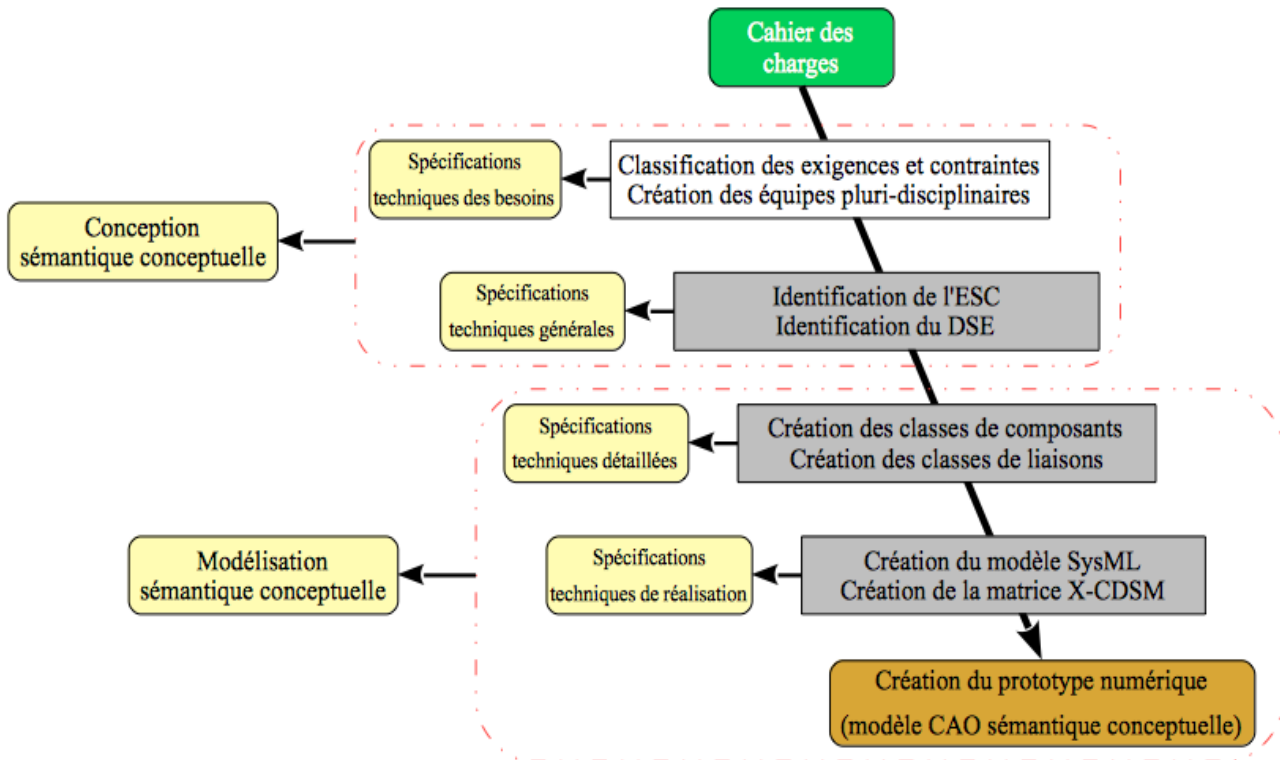 Cahier des
charges
Spécifications
techniques des besoins
Classification des exigences et contraintes
Création des équipes pluri-disciplinaires
Conception
sémantique conceptuelle
Spécifications
techniques générales
Identification de l'ESC
Identification du DSE
Spécifications
techniques détaillées
Création des classes de composants
Création des classes de liaisons
Modélisation
sémantique conceptuelle
Spécifications
techniques de réalisation
Création du modèle SysML
Création de la matrice X-CDSM
Création du prototype numérique
(modèle CAO sémantique conceptuelle)